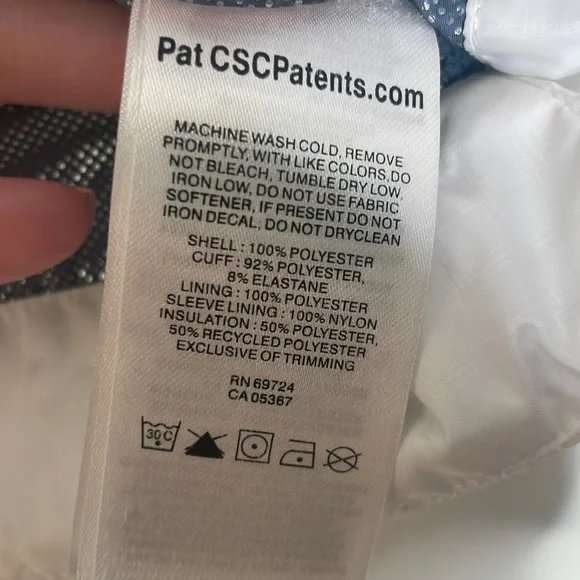 Pat CSCPatents.com
MACHINE WASH COLD, REMOVE
PROMPTLY, WITH LIKE COLORS,DO
NOT BLEACH, TUMBLE DRY LOW,
IRON LOW, DO NOT USE FABRIC
SOFTENER, IF PRESENT DO NOT
IRON DECAL, DO NOT DRYCLEAN
SHELL : 100% POLYESTER
CUFF : 92% POLYESTER,
8% ELASTANE
LINING : 100% POLYESTER
SLEEVE LINING : 100% NYLON
INSULATION : 50% POLYESTER,
50% RECYCLED POLYESTER
EXCLUSIVE OF TRIMMING
RN 69724
CA 05367
30C